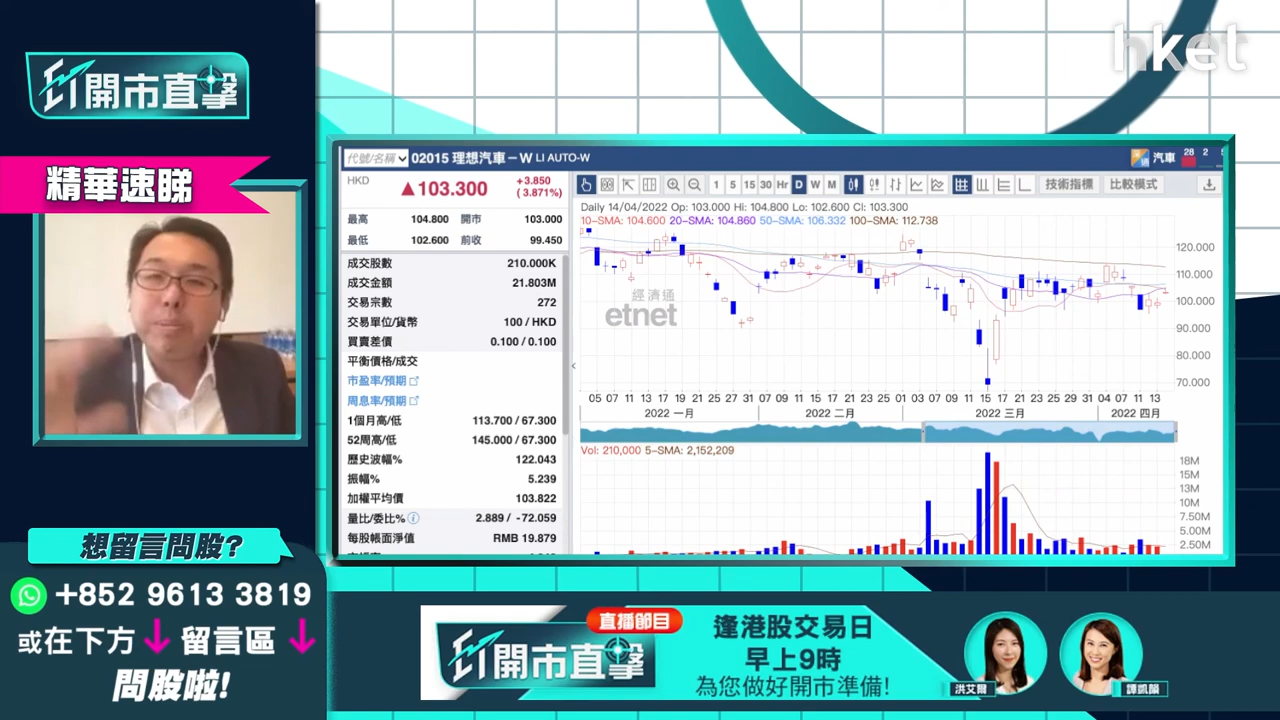 hket
ET開市直擊
精華速睇
代號/名稱
02015 理想汽車－W LI AUTO-W
汽車
28
2
HKD
▲103.300
+3.850
( 3.871%)
最高 104.800 開市 103.000
最低 102.600 前收 99.450
成交股數 210.000K
成交金額 21.803M
交易宗數 272
交易單位/貨幣 100 / HKD
買賣差價 0.100 / 0.100
平衡價格/成交
市盈率/預期
周息率/預期
1個月高/低 113.700 / 67.300
52周高/低 145.000 / 67.300
歷史波幅% 122.043
振幅% 5.239
加權平均價 103.822
量比/委比% 2.889 / -72.059
每股帳面淨值 RMB 19.879
1 5 15 30 Hr D W M
技術指標 比較模式
Daily 14/04/2022 Op: 103.000 Hi: 104.800 Lo: 102.600 Cl: 103.300
10-SMA: 104.600 20-SMA: 104.860 50-SMA: 106.332 100-SMA: 112.738
經濟通
etnet
120.000
110.000
100.000
90.000
80.000
70.000
05 07 11 13 17 19 21 25 27 31 07 09 11 15 17 21 23 25 01 03 07 09 11 15 17 21 23 25 29 31 04 07 11 13
2022 一月 2022 二月 2022 三月 2022 四月
Vol: 210,000 5-SMA: 2,152,209
18M
15M
13M
10M
7.50M
5.00M
2.50M
想留言問股?
+852 9613 3819
或在下方↓留言區↓
問股啦!
ET開市直擊
直播節目
逢港股交易日
早上9時
為您做好開市準備!
洪艾爾
譚凱頤